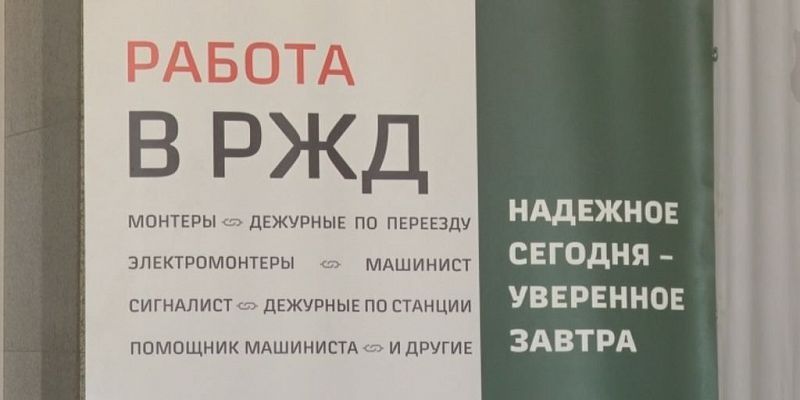 РАБОТА
В РЖД
МОНТЕРЫ ДЕЖУРНЫЕ ПО ПЕРЕЕЗДУ
ЭЛЕКТРОМОНТЕРЫ МАШИНИСТ
СИГНАЛИСТ ДЕЖУРНЫЕ ПО СТАНЦИИ
ПОМОЩНИК МАШИНИСТА И ДРУГИЕ
НАДЕЖНОЕ
СЕГОДНЯ –
УВЕРЕННОЕ
ЗАВТРА